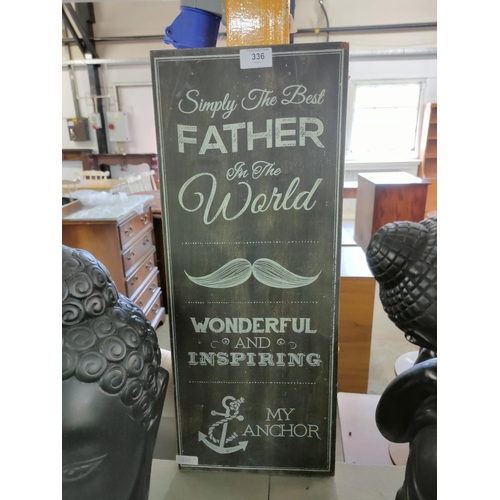 336
Simply The Best
FATHER
In The
World
WONDERFUL
AND
INSPIRING
MY
ANCHOR